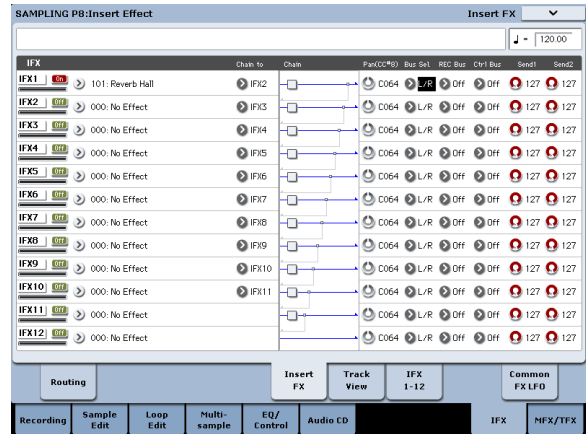 SAMPLING P8:Insert Effect Insert FX
♩ = 120.00
IFX Chain to Chain Pan(CC#8) Bus Sel. REC Bus Ctrl Bus Send1 Send2
IFX1 On 101: Reverb Hall IFX2 C064 L/R Off Off 127 127
IFX2 Off 000: No Effect IFX3 C064 L/R Off Off 127 127
IFX3 Off 000: No Effect IFX4 C064 L/R Off Off 127 127
IFX4 Off 000: No Effect IFX5 C064 L/R Off Off 127 127
IFX5 Off 000: No Effect IFX6 C064 L/R Off Off 127 127
IFX6 Off 000: No Effect IFX7 C064 L/R Off Off 127 127
IFX7 Off 000: No Effect IFX8 C064 L/R Off Off 127 127
IFX8 Off 000: No Effect IFX9 C064 L/R Off Off 127 127
IFX9 Off 000: No Effect IFX10 C064 L/R Off Off 127 127
IFX10 Off 000: No Effect IFX11 C064 L/R Off Off 127 127
IFX11 Off 000: No Effect C064 L/R Off Off 127 127
IFX12 Off 000: No Effect C064 L/R Off Off 127 127
Routing
Insert
FX
Track
View
IFX
1-12
Common
FX LFO
Recording
Sample
Edit
Loop
Edit
Multi-
sample
EQ/
Control
Audio CD
IFX
MFX/TFX